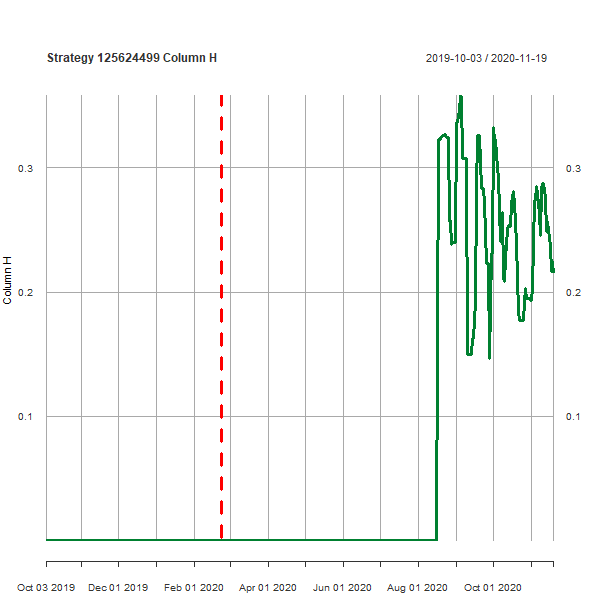 Strategy 125624499 Column H
2019-10-03 / 2020-11-19
0.3
0.3
0.2
0.2
0.1
0.1
Column H
Oct 03 2019
Dec 01 2019
Feb 01 2020
Apr 01 2020
Jun 01 2020
Aug 01 2020
Oct 01 2020